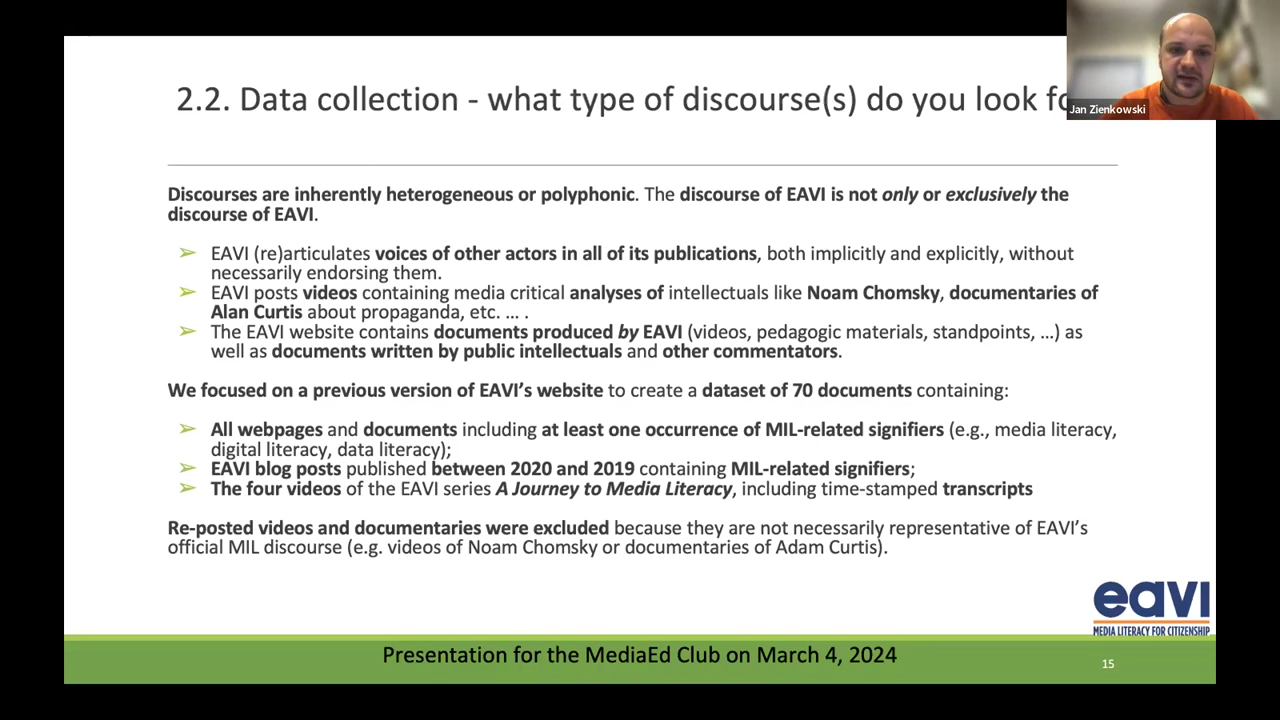 2.2. Data collection - what type of discourse(s) do you look fo
Jan Zienkowski
Discourses are inherently heterogeneous or polyphonic. The discourse of EAVI is not only or exclusively the
discourse of EAVI.
➢ EAVI (re)articulates voices of other actors in all of its publications, both implicitly and explicitly, without
necessarily endorsing them.
➢ EAVI posts videos containing media critical analyses of intellectuals like Noam Chomsky, documentaries of
Alan Curtis about propaganda, etc. … .
➢ The EAVI website contains documents produced by EAVI (videos, pedagogic materials, standpoints, …) as
well as documents written by public intellectuals and other commentators.
We focused on a previous version of EAVI’s website to create a dataset of 70 documents containing:
➢ All webpages and documents including at least one occurrence of MIL-related signifiers (e.g., media literacy,
digital literacy, data literacy);
➢ EAVI blog posts published between 2020 and 2019 containing MIL-related signifiers;
➢ The four videos of the EAVI series A Journey to Media Literacy, including time-stamped transcripts
Re-posted videos and documentaries were excluded because they are not necessarily representative of EAVI’s
official MIL discourse (e.g. videos of Noam Chomsky or documentaries of Adam Curtis).
eavi
MEDIA LITERACY FOR CITIZENSHIP
Presentation for the MediaEd Club on March 4, 2024
15